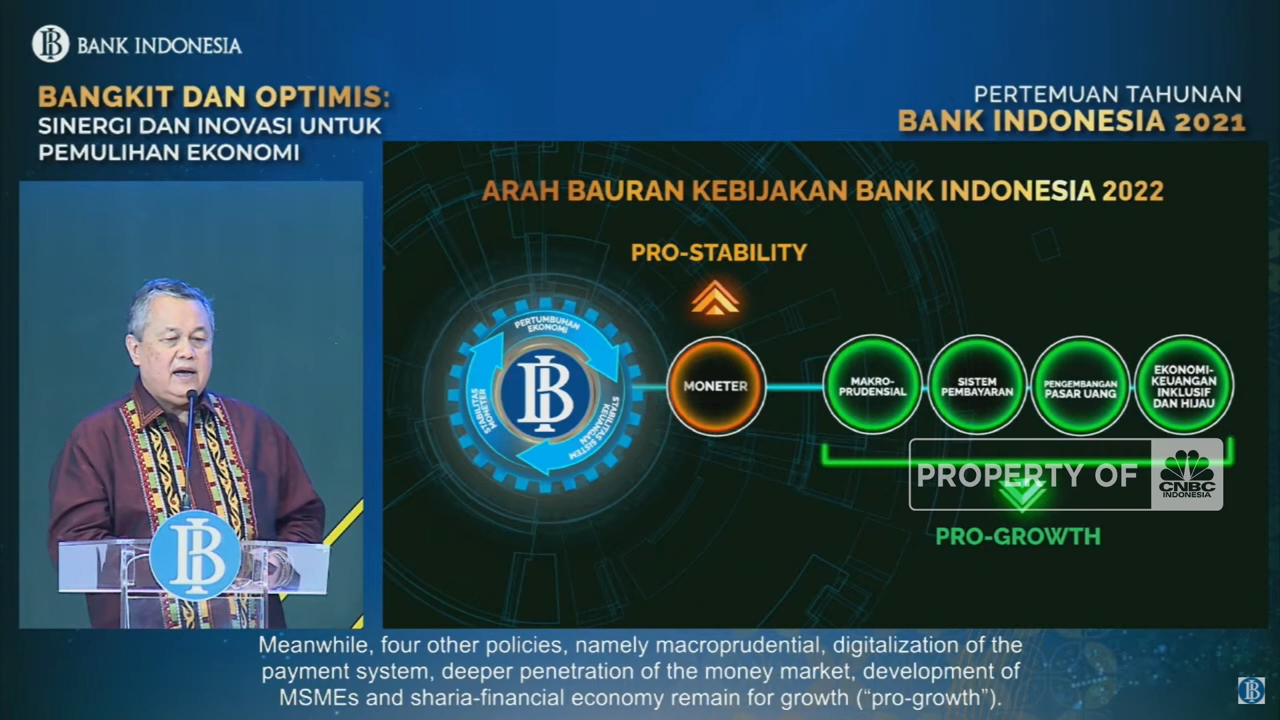 BANK INDONESIA
BANGKIT DAN OPTIMIS:
SINERGI DAN INOVASI UNTUK
PEMULIHAN EKONOMI
PERTEMUAN TAHUNAN
BANK INDONESIA 2021
ARAH BAURAN KEBIJAKAN BANK INDONESIA 2022
PRO-STABILITY
PERTUMBUHAN
EKONOMI
STABILITAS
MONETER
STABILITAS SISTEM
KEUANGAN
MONETER
MAKRO-
PRUDENSIAL
SISTEM
PEMBAYARAN
PENGEMBANGAN
PASAR UANG
EKONOMI-
KEUANGAN
INKLUSIF
DAN HIJAU
PROPERTY OF
CNBC
INDONESIA
PRO-GROWTH
Meanwhile, four other policies, namely macroprudential, digitalization of the
payment system, deeper penetration of the money market, development of
MSMEs and sharia-financial economy remain for growth (“pro-growth”).